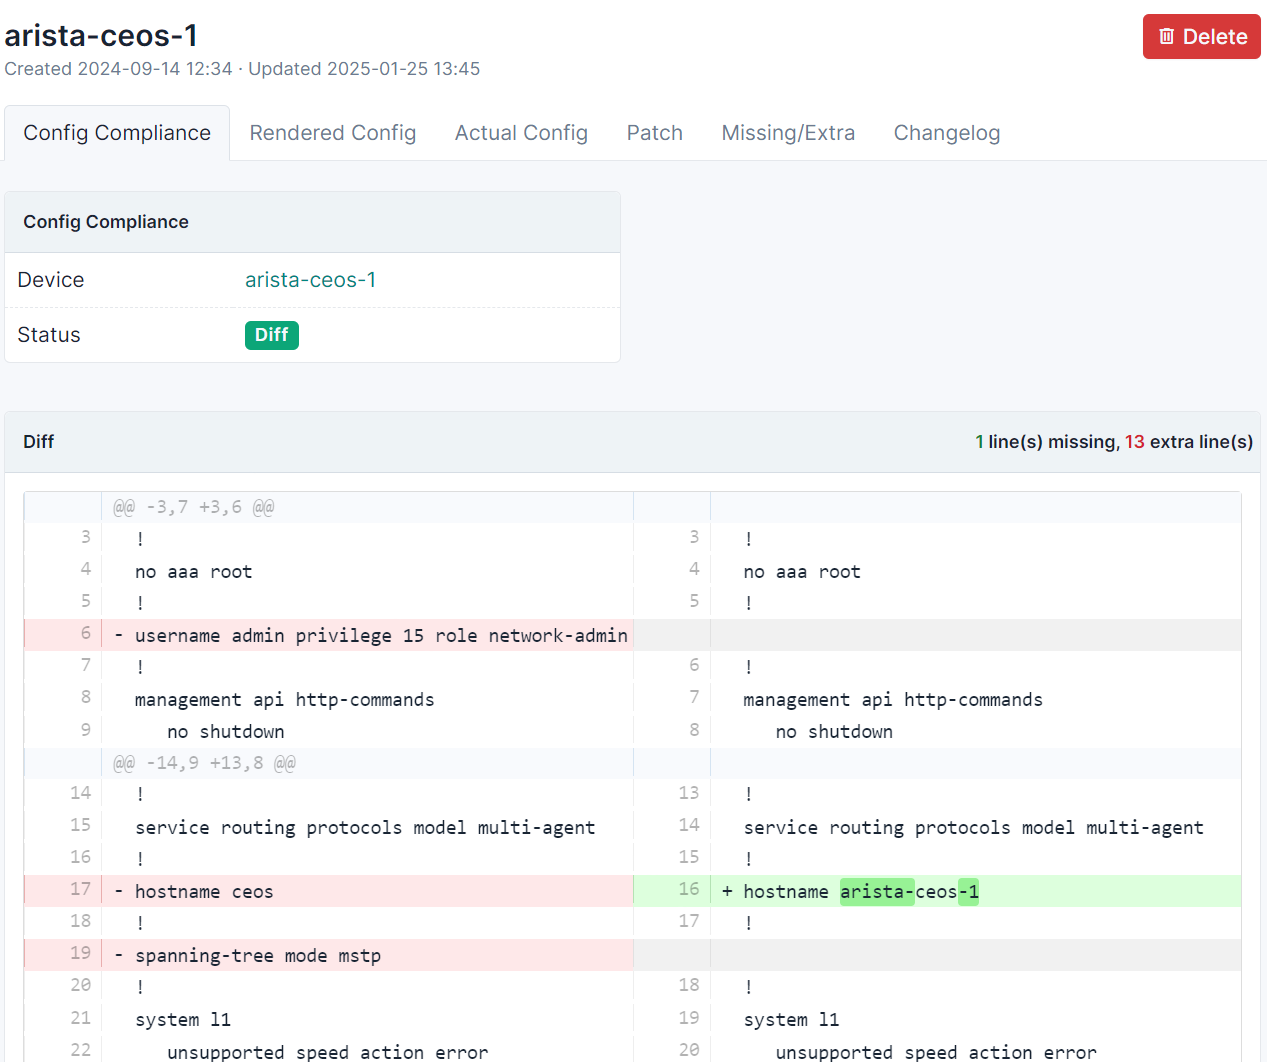 arista-ceos-1
Delete
Created 2024-09-14 12:34 · Updated 2025-01-25 13:45
Config Compliance Rendered Config Actual Config Patch Missing/Extra Changelog
Config Compliance
Device arista-ceos-1
Status Diff
Diff 1 line(s) missing, 13 extra line(s)
@@ -3,7 +3,6 @@
3 ! 3 !
4 no aaa root 4 no aaa root
5 ! 5 !
6 - username admin privilege 15 role network-admin
7 ! 6 !
8 management api http-commands 7 management api http-commands
9 no shutdown 8 no shutdown
@@ -14,9 +13,8 @@
14 ! 13 !
15 service routing protocols model multi-agent 14 service routing protocols model multi-agent
16 ! 15 !
17 - hostname ceos 16 + hostname arista-ceos-1
18 ! 17 !
19 - spanning-tree mode mstp
20 ! 18 !
21 system l1 19 system l1
22 unsupported speed action error 20 unsupported speed action error